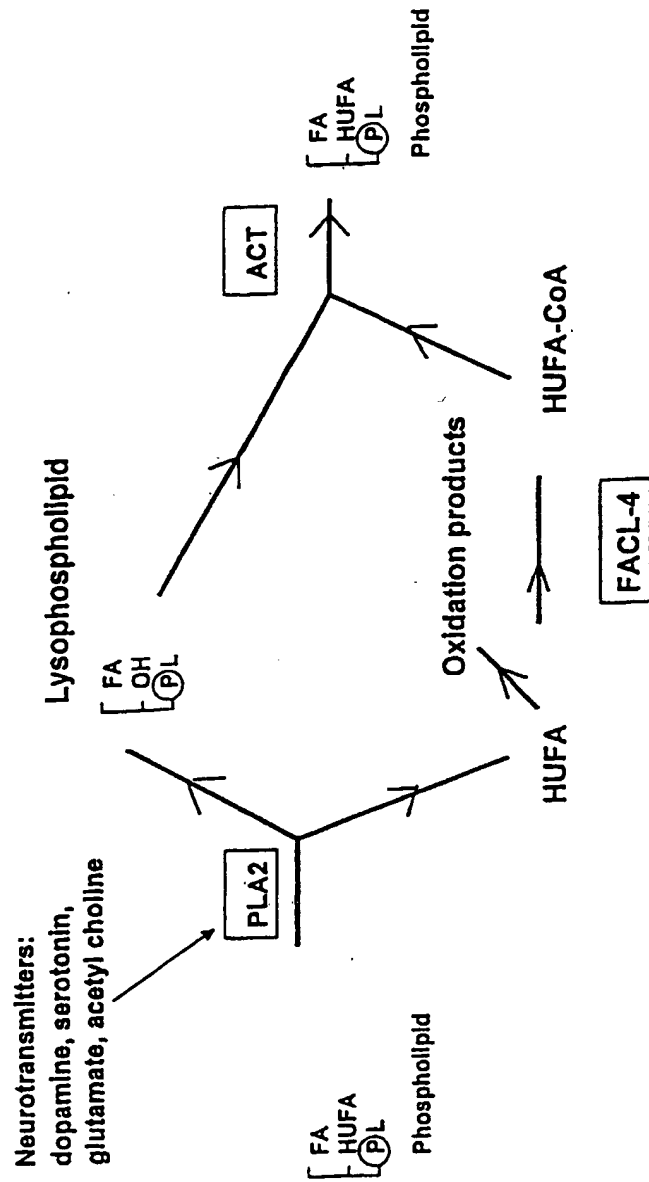 Neurotransmitters:
dopamine, serotonin,
glutamate, acetyl choline
PLA2
FA
HUFA
P L
Phospholipid
Lysophospholipid
FA
OH
P L
HUFA
Oxidation products
FACL-4
HUFA-CoA
ACT
FA
HUFA
P L
Phospholipid